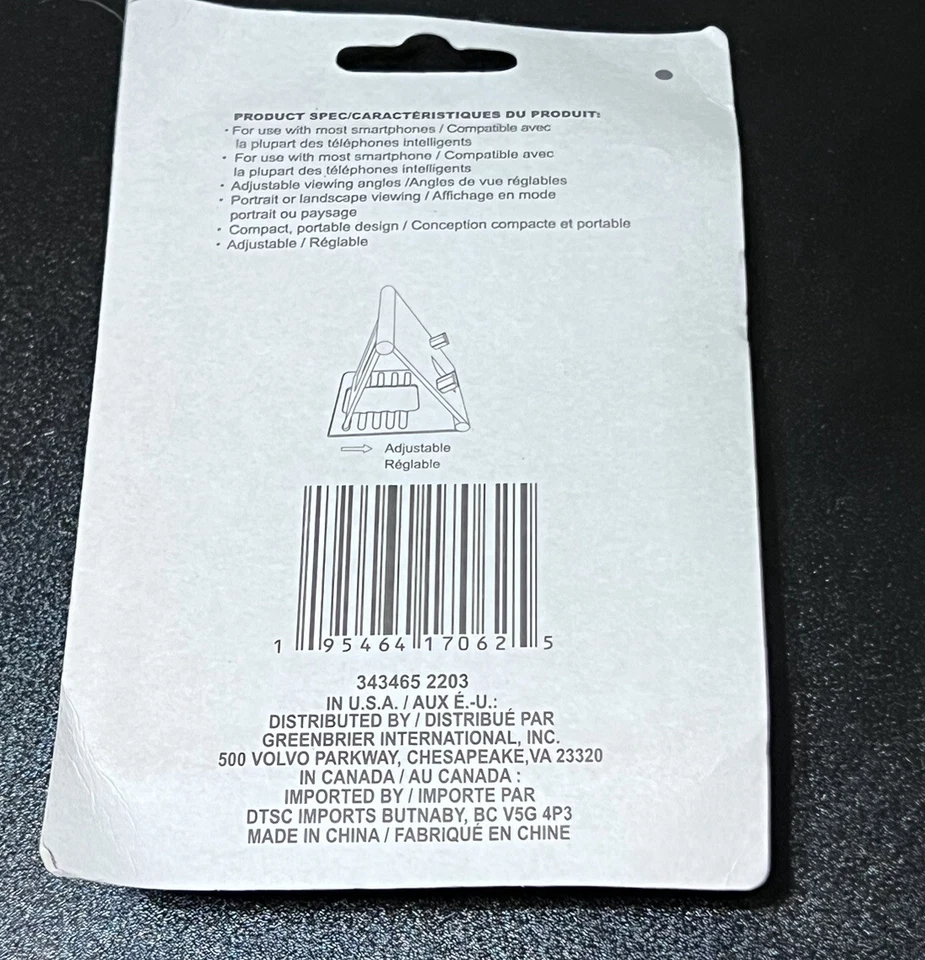 PRODUCT SPEC/CARACTÉRISTIQUES DU PRODUIT:
· For use with most smartphones / Compatible avec
la plupart des téléphones intelligents
· For use with most smartphone / Compatible avec
la plupart des téléphones intelligents
· Adjustable viewing angles /Angles de vue réglables
· Portrait or landscape viewing / Affichage en mode
portrait ou paysage
· Compact, portable design / Conception compacte et portable
· Adjustable / Réglable
Adjustable
Réglable
1 95464 17062 5
343465 2203
IN U.S.A. / AUX É.-U.:
DISTRIBUTED BY / DISTRIBUÉ PAR
GREENBRIER INTERNATIONAL, INC.
500 VOLVO PARKWAY, CHESAPEAKE,VA 23320
IN CANADA / AU CANADA :
IMPORTED BY / IMPORTE PAR
DTSC IMPORTS BUTNABY, BC V5G 4P3
MADE IN CHINA / FABRIQUÉ EN CHINE